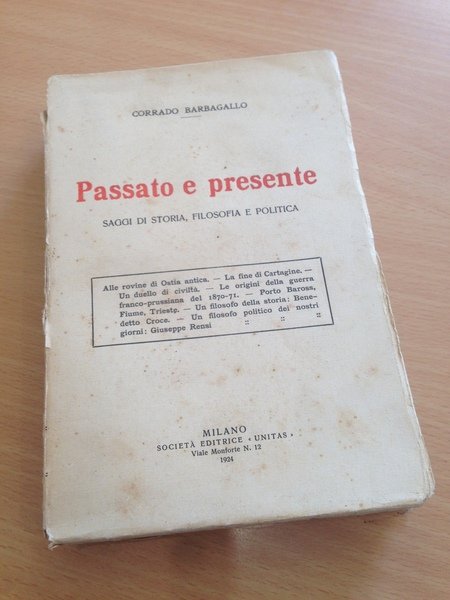 CORRADO BARBAGALLO
Passato e presente
SAGGI DI STORIA, FILOSOFIA E POLITICA
Alle rovine di Ostia antica. — La fine di Cartagine. —
Un duello di civiltà. — Le origini della guerra
franco-prussiana del 1870-71. — Porto Baross,
Fiume, Trieste. — Un filosofo della storia: Bene-
detto Croce. — Un filosofo politico dei nostri
giorni: Giuseppe Rensi :: :: ::
MILANO
SOCIETÀ EDITRICE « UNITAS »
Viale Monforte N. 12
1924